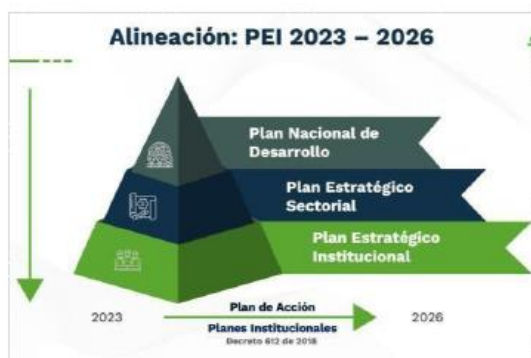 Alineación: PEI 2023 – 2026
Plan Nacional de
Desarrollo
Plan Estratégico
Sectorial
Plan Estratégico
Institucional
2023
Plan de Acción
Planes Institucionales
Decreto 612 de 2018
2026